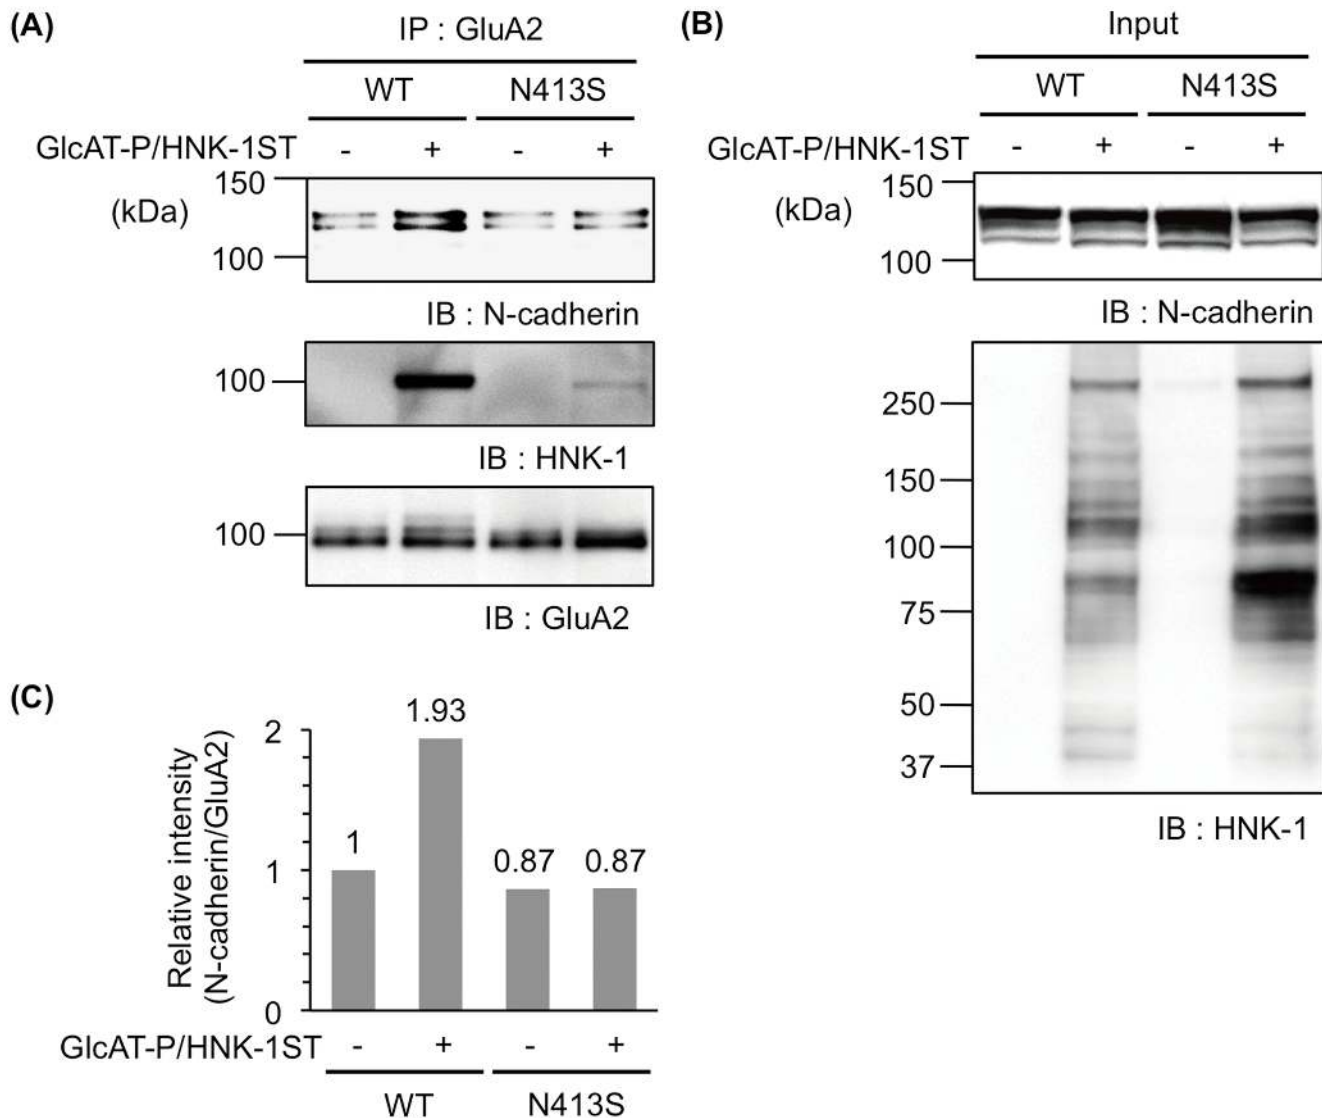 (A)
IP : GluA2
WT N413S
GlcAT-P/HNK-1ST - + - +
(kDa)
150
100
IB : N-cadherin
100
IB : HNK-1
100
IB : GluA2
(B)
Input
WT N413S
GlcAT-P/HNK-1ST - + - +
(kDa)
150
100
IB : N-cadherin
250
150
100
75
50
37
IB : HNK-1
(C)
Relative intensity
(N-cadherin/GluA2)
2
1
0
1
1.93
0.87
0.87
GlcAT-P/HNK-1ST - + - +
WT N413S